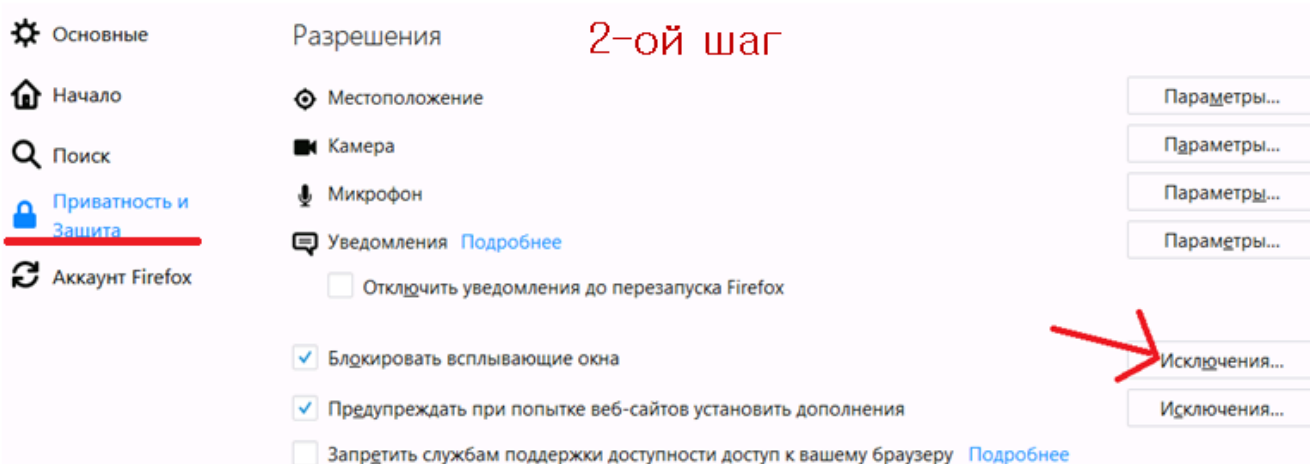 Основные
Начало
Поиск
Приватность и
Защита
Аккаунт Firefox
Разрешения
2-ой шаг
Местоположение
Параметры...
Камера
Параметры...
Микрофон
Параметры...
Уведомления Подробнее
Параметры...
Отключить уведомления до перезапуска Firefox
Блокировать всплывающие окна
Исключения...
Предупреждать при попытке веб-сайтов установить дополнения
Исключения...
Запретить службам поддержки доступности доступ к вашему браузеру Подробнее